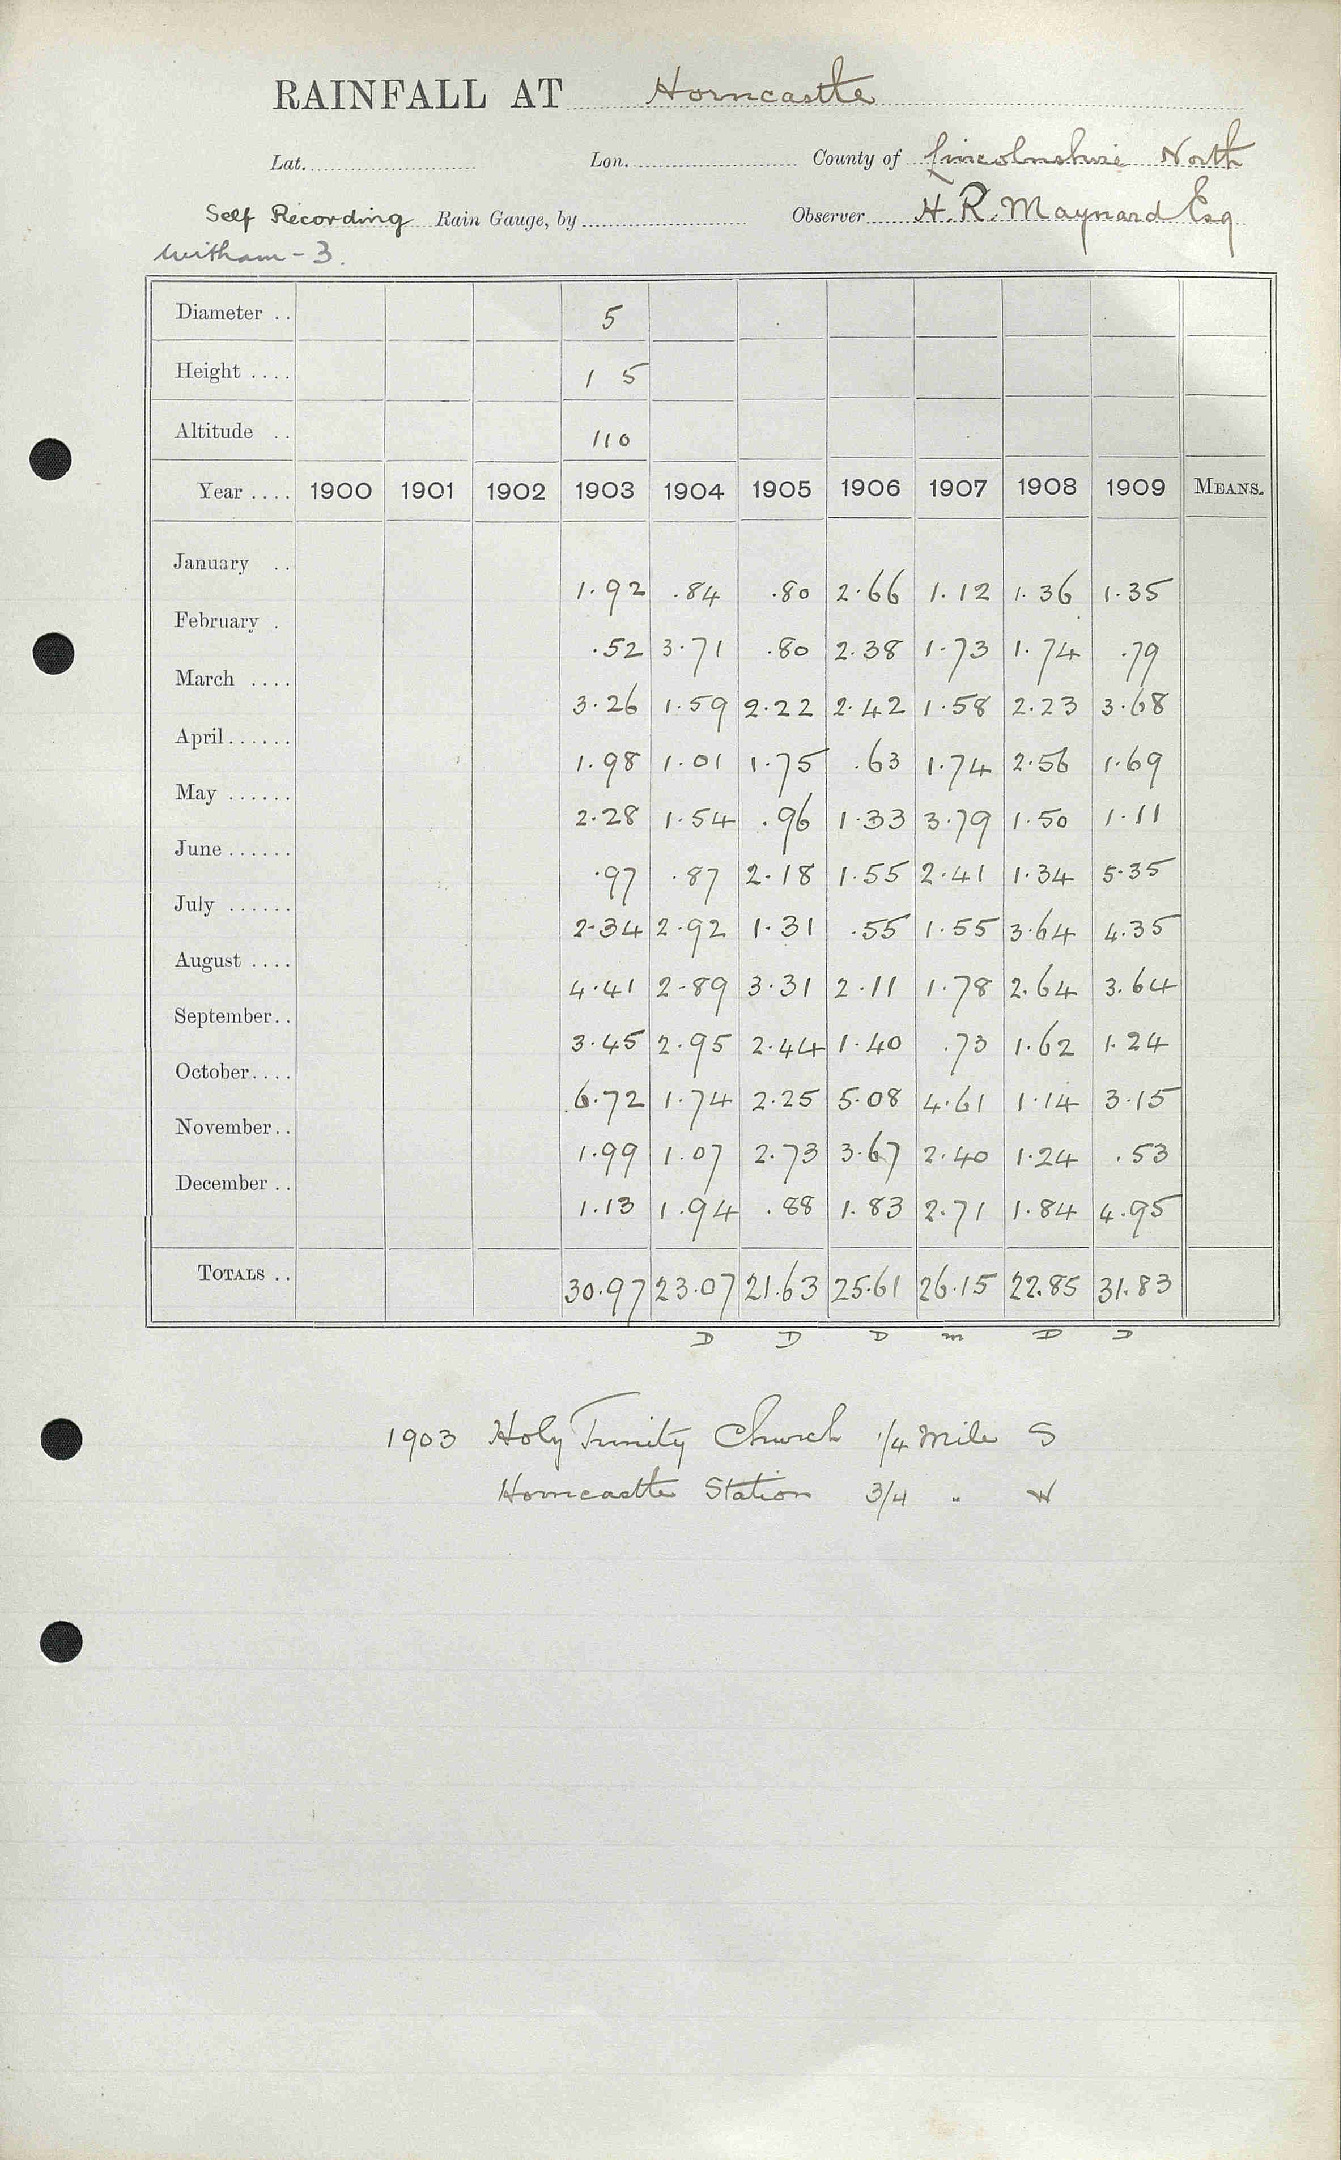 RAINFALL AT Horncastle
Lat. Lon. County of Lincolnshire North
Self Recording Rain Gauge, by Observer H. R. Maynard Esq
Witham - 3.
Diameter .. 5
Height .... 1 5
Altitude .. 110
Year .... 1900 1901 1902 1903 1904 1905 1906 1907 1908 1909 MEANS.
January .. 1.92 .84 .80 2.66 1.12 1.36 1.35
February . .52 3.71 .80 2.38 1.73 1.74 .79
March .... 3.26 1.59 2.22 2.42 1.58 2.23 3.68
April...... 1.98 1.01 1.75 .63 1.74 2.56 1.69
May ...... 2.28 1.54 .96 1.33 3.79 1.50 1.11
June ...... .97 .87 2.18 1.55 2.41 1.34 5.35
July ...... 2.34 2.92 1.31 .55 1.55 3.64 4.35
August .... 4.41 2.89 3.31 2.11 1.78 2.64 3.64
September.. 3.45 2.95 2.44 1.40 .73 1.62 1.24
October.... 6.72 1.74 2.25 5.08 4.61 1.14 3.15
November.. 1.99 1.07 2.73 3.67 2.40 1.24 .53
December .. 1.13 1.94 .88 1.83 2.71 1.84 4.95
TOTALS .. 30.97 23.07 21.63 25.61 26.15 22.85 31.83
D D D m D D
1903 Holy Trinity Church 1/4 Mile S
Horncastle Station 3/4 " W